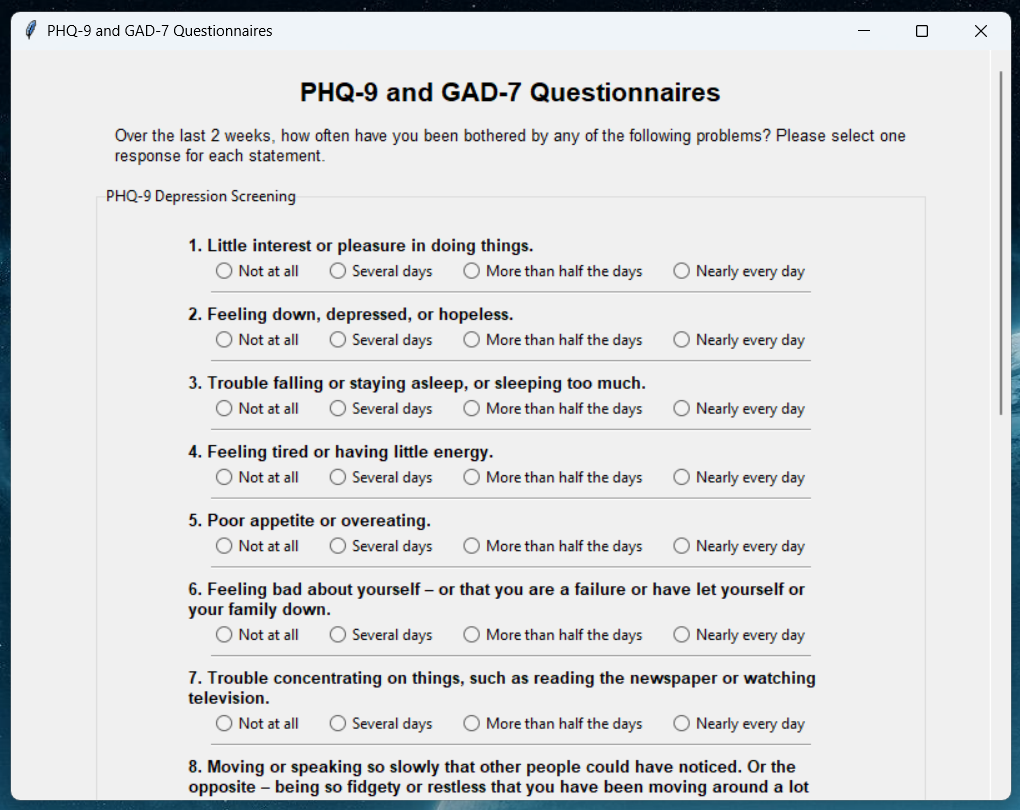 PHQ-9 and GAD-7 Questionnaires
PHQ-9 and GAD-7 Questionnaires
Over the last 2 weeks, how often have you been bothered by any of the following problems? Please select one
response for each statement.
PHQ-9 Depression Screening
1. Little interest or pleasure in doing things.
Not at all Several days More than half the days Nearly every day
2. Feeling down, depressed, or hopeless.
Not at all Several days More than half the days Nearly every day
3. Trouble falling or staying asleep, or sleeping too much.
Not at all Several days More than half the days Nearly every day
4. Feeling tired or having little energy.
Not at all Several days More than half the days Nearly every day
5. Poor appetite or overeating.
Not at all Several days More than half the days Nearly every day
6. Feeling bad about yourself – or that you are a failure or have let yourself or
your family down.
Not at all Several days More than half the days Nearly every day
7. Trouble concentrating on things, such as reading the newspaper or watching
television.
Not at all Several days More than half the days Nearly every day
8. Moving or speaking so slowly that other people could have noticed. Or the
opposite – being so fidgety or restless that you have been moving around a lot